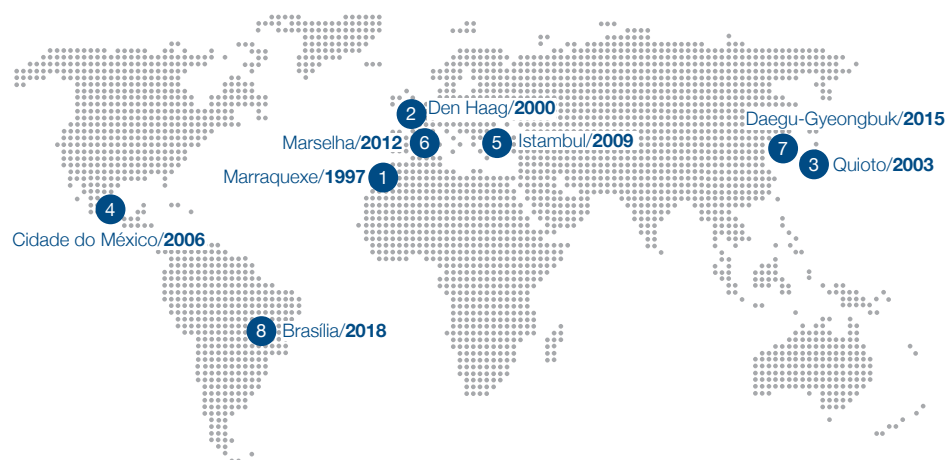 2 Den Haag/2000
Daegu-Gyeongbuk/2015
Marselha/2012 6
5 Istambul/2009
7
3 Quioto/2003
Marraquexe/1997 1
4
Cidade do México/2006
8 Brasília/2018